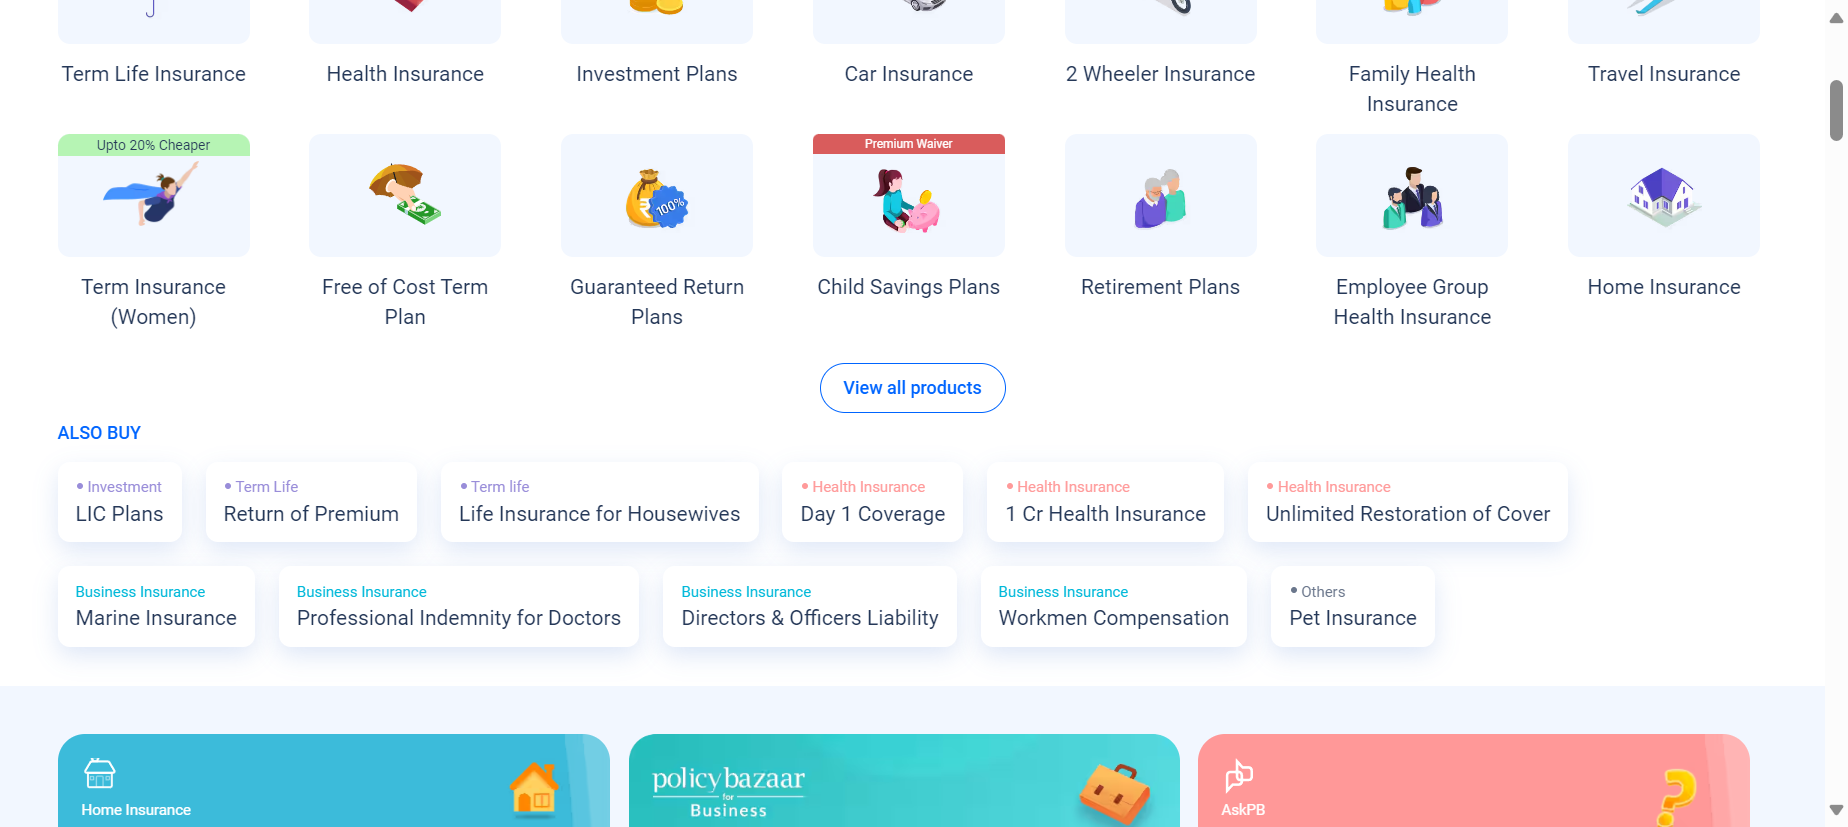 Term Life Insurance
Health Insurance
Investment Plans
Car Insurance
2 Wheeler Insurance
Family Health
Insurance
Travel Insurance
Upto 20% Cheaper
Term Insurance
(Women)
Free of Cost Term
Plan
100%
Guaranteed Return
Plans
Premium Waiver
Child Savings Plans
Retirement Plans
Employee Group
Health Insurance
Home Insurance
View all products
ALSO BUY
• Investment
LIC Plans
• Term Life
Return of Premium
• Term life
Life Insurance for Housewives
• Health Insurance
Day 1 Coverage
• Health Insurance
1 Cr Health Insurance
• Health Insurance
Unlimited Restoration of Cover
Business Insurance
Marine Insurance
Business Insurance
Professional Indemnity for Doctors
Business Insurance
Directors & Officers Liability
Business Insurance
Workmen Compensation
• Others
Pet Insurance
Home Insurance
policybazaar
for
Business
AskPB